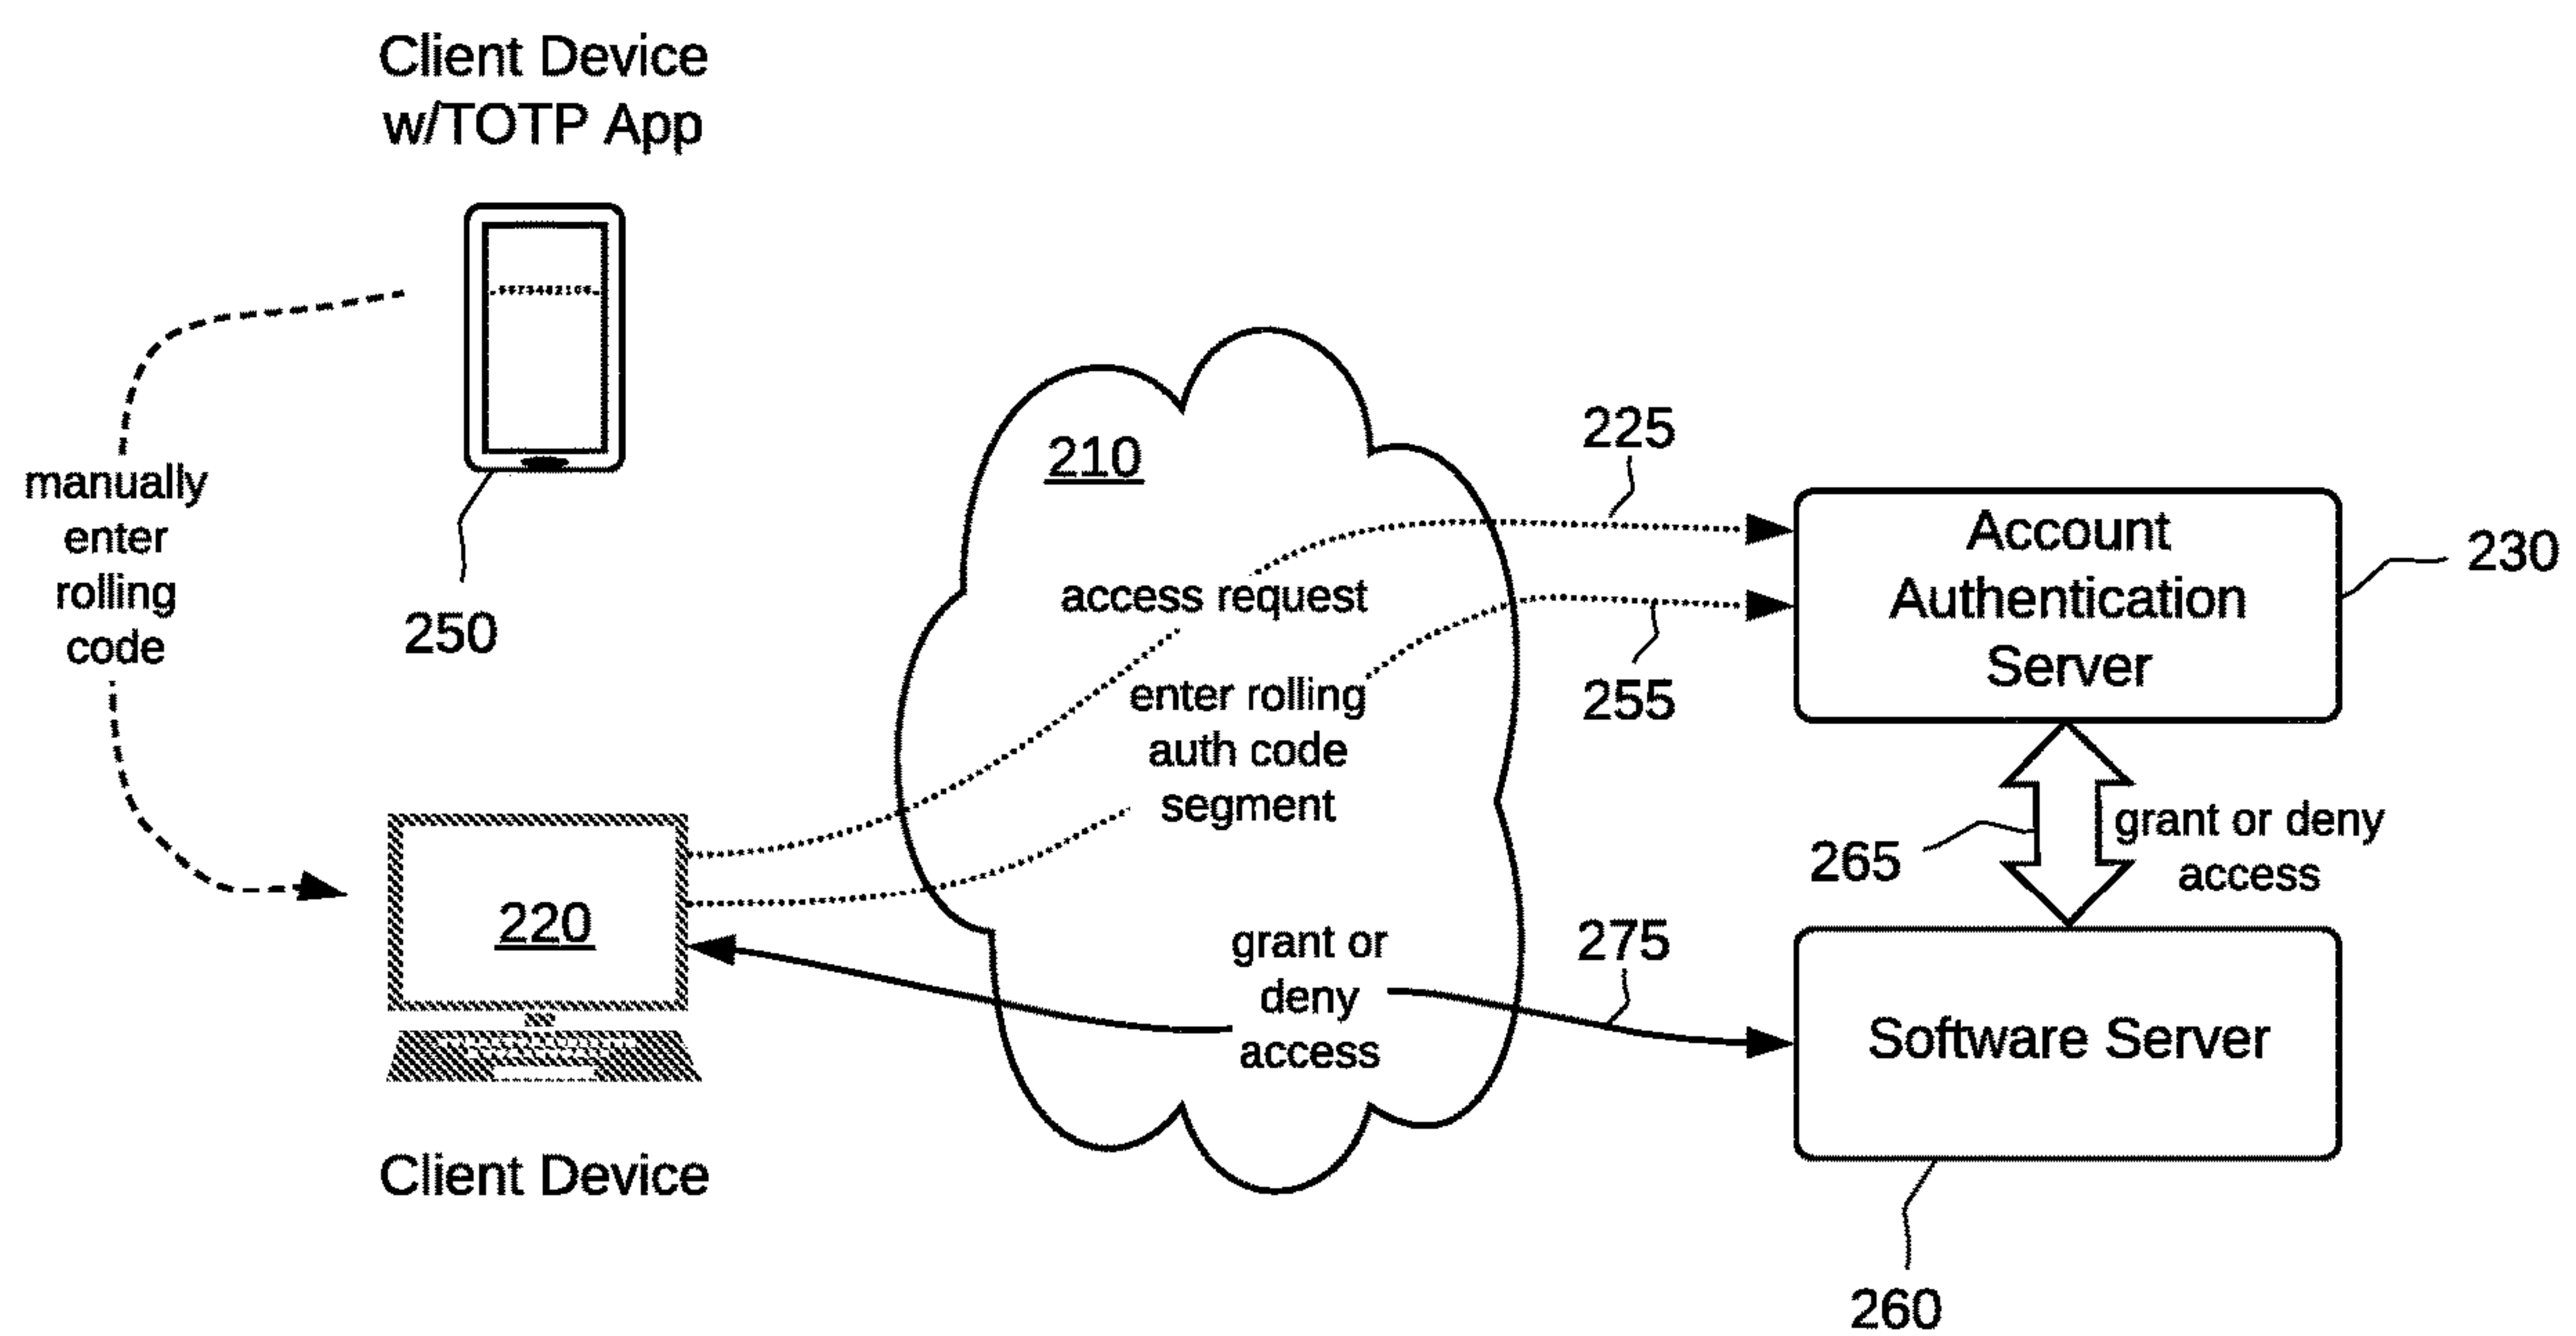 Client Device
w/TOTP App
manually
enter
rolling
code
250
210
225
access request
enter rolling
auth code
segment
255
Account
Authentication
Server
230
265
grant or deny
access
220
grant or
deny
access
275
Software Server
Client Device
260